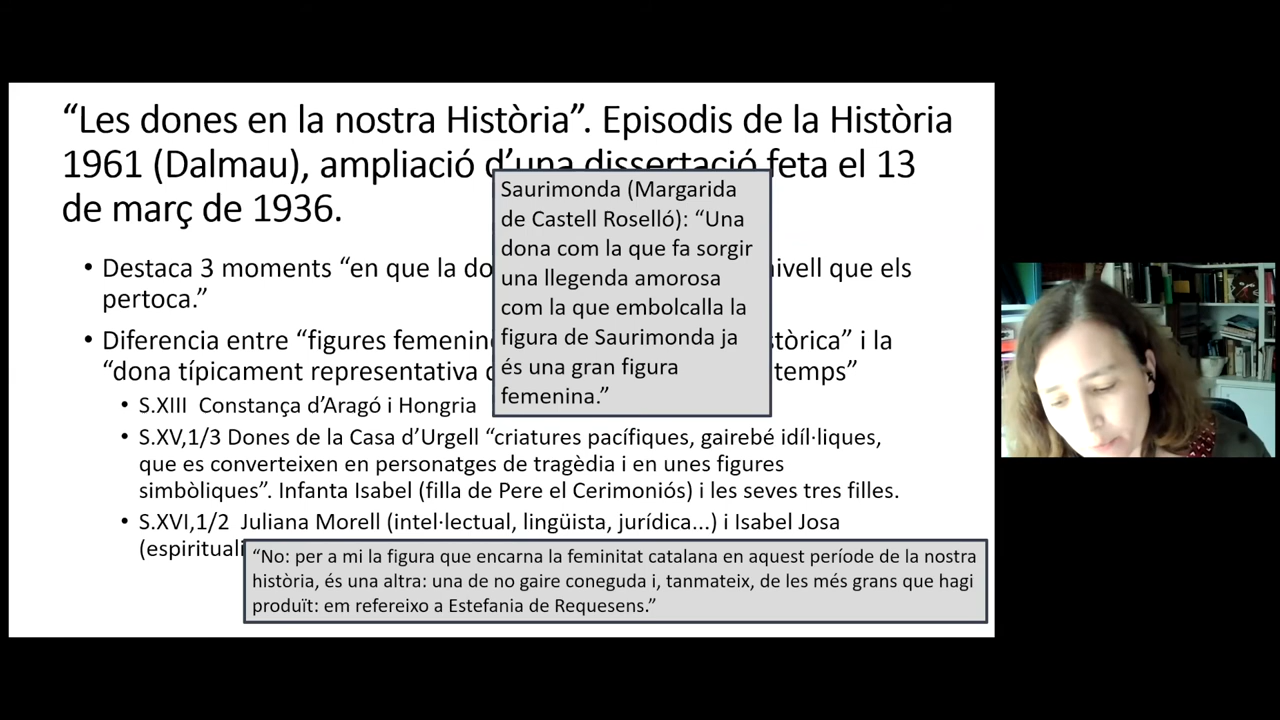 “Les dones en la nostra Història”. Episodis de la Història
1961 (Dalmau), ampliació d’una dissertació feta el 13
de març de 1936.
Saurimonda (Margarida
de Castell Roselló): “Una
dona com la que fa sorgir
una llegenda amorosa
com la que embolcalla la
figura de Saurimonda ja
és una gran figura
femenina.”
• Destaca 3 moments “en que la que els
pertoca.”
• Diferencia entre “figures i la
“dona típicament representativa temps”
• S.XIII Constança d’Aragó i Hongria
• S.XV,1/3 Dones de la Casa d’Urgell “criatures pacífiques, gairebé idíl·liques,
que es converteixen en personatges de tragèdia i en unes figures
simbòliques”. Infanta Isabel (filla de Pere el Cerimoniós) i les seves tres filles.
• S.XVI,1/2 Juliana Morell (intel·lectual, lingüista, jurídica...) i Isabel Josa
“No: per a mi la figura que encarna la feminitat catalana en aquest període de la nostra
història, és una altra: una de no gaire coneguda i, tanmateix, de les més grans que hagi
produït: em refereixo a Estefania de Requesens.”